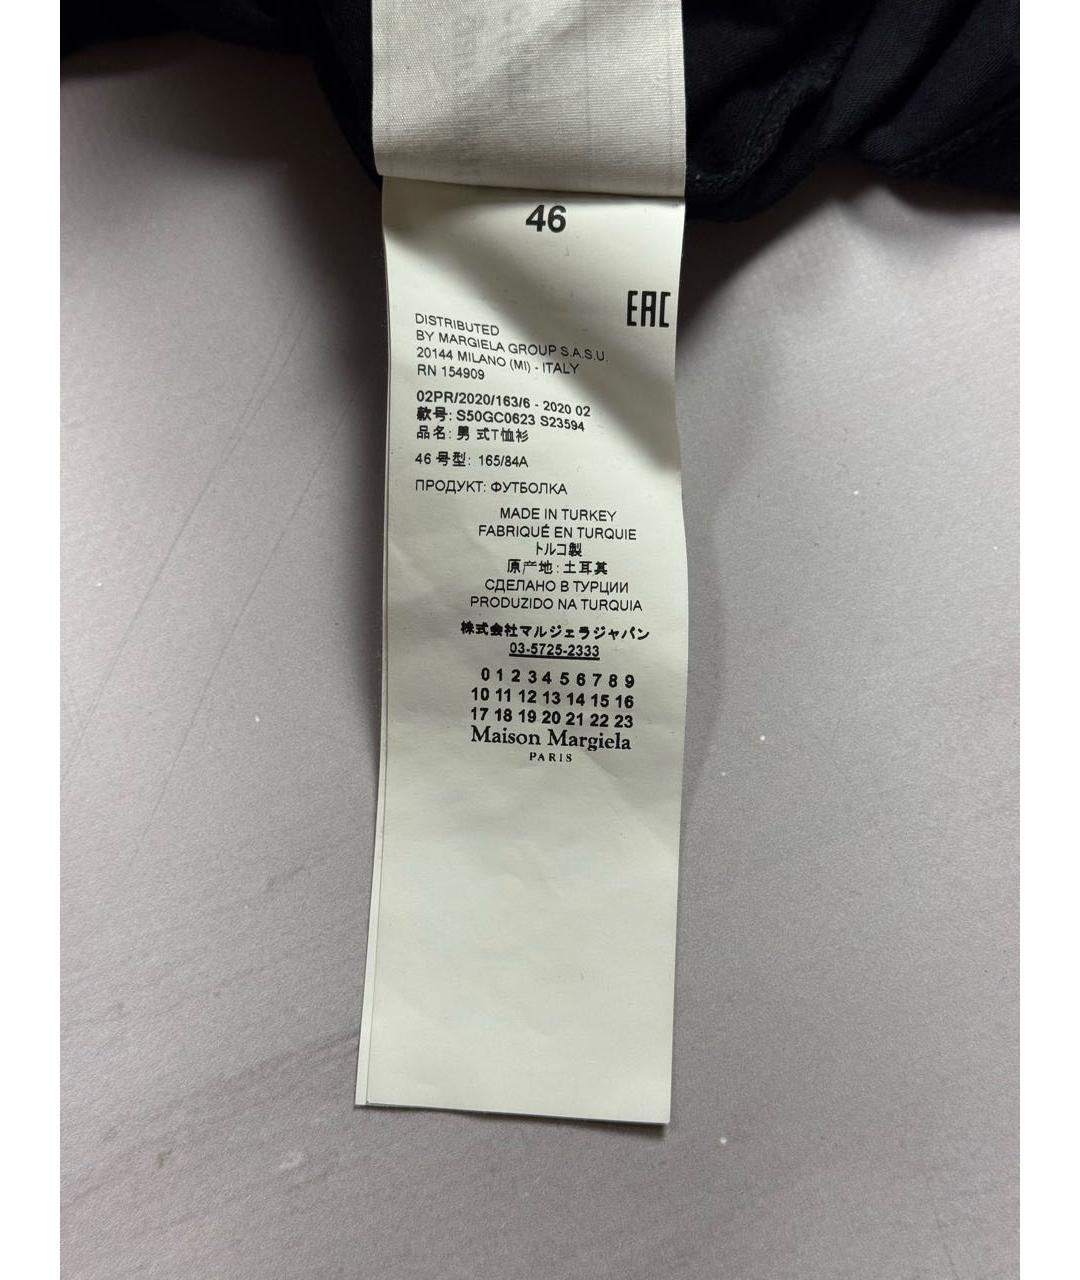 46
EAC
DISTRIBUTED
BY MARGIELA GROUP S.A.S.U.
20144 MILANO (MI) - ITALY
RN 154909
02PR/2020/163/6 - 2020 02
款号: S50GC0623 S23594
品名: 男 式T恤衫
46 号型: 165/84A
ПРОДУКТ: ФУТБОЛКА
MADE IN TURKEY
FABRIQUÉ EN TURQUIE
トルコ製
原产地: 土耳其
СДЕЛАНО В ТУРЦИИ
PRODUZIDO NA TURQUIA
株式会社マルジェラジャパン
03-5725-2333
0 1 2 3 4 5 6 7 8 9
10 11 12 13 14 15 16
17 18 19 20 21 22 23
Maison Margiela
PARIS